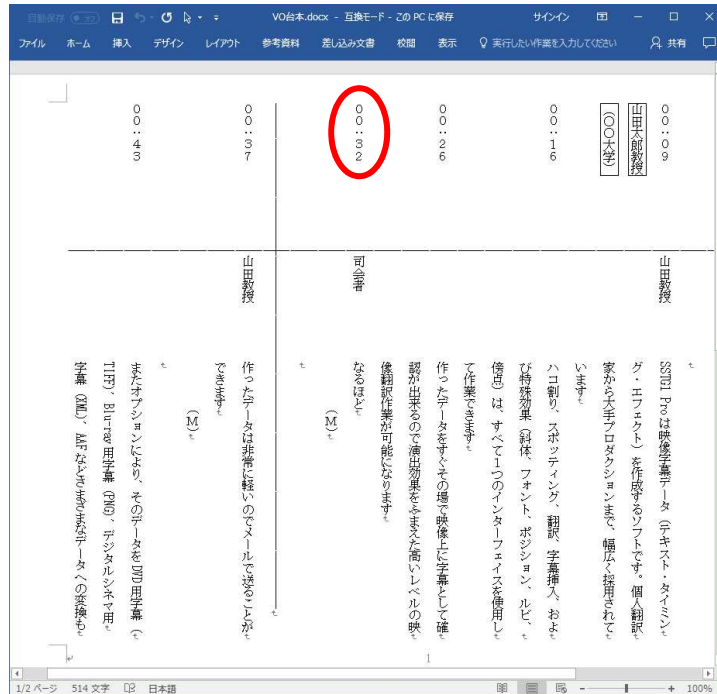 自動保存 オフ
VO台本.docx - 互換モード - この PC に保存
サインイン
ファイル ホーム 挿入 デザイン レイアウト 参考資料 差し込み文書 校閲 表示 実行したい作業を入力してください 共有
００：０９
山田太郎教授
（〇〇大学）
山田教授
SSTG1 Pro は映像字幕データ（テキスト・タイミン
グ・エフェクト）を作成するソフトです。個人翻訳
家から大手プロダクションまで、幅広く採用されて
います
００：１６
ハコ割り、スポッティング、翻訳、字幕挿入、およ
び特殊効果（斜体、フォント、ポジション、ルビ、
傍点）は、すべて１つのインターフェイスを使用し
て作業できます
００：２６
作ったデータをすぐその場で映像上に字幕として確
認が出来るので演出効果をふまえた高いレベルの映
像翻訳作業が可能になります
００：３２
司会者
なるほど
（M）
００：３７
山田教授
作ったデータは非常に軽いのでメールで送ることが
できます
（M）
００：４３
またオプションにより、そのデータを DVD 用字幕（
TIFF）、Blu-ray 用字幕（PNG）、デジタルシネマ用
字幕（XML）、AAF などさまざまなデータへの変換も
1
1/2 ページ 514 文字 日本語
100%